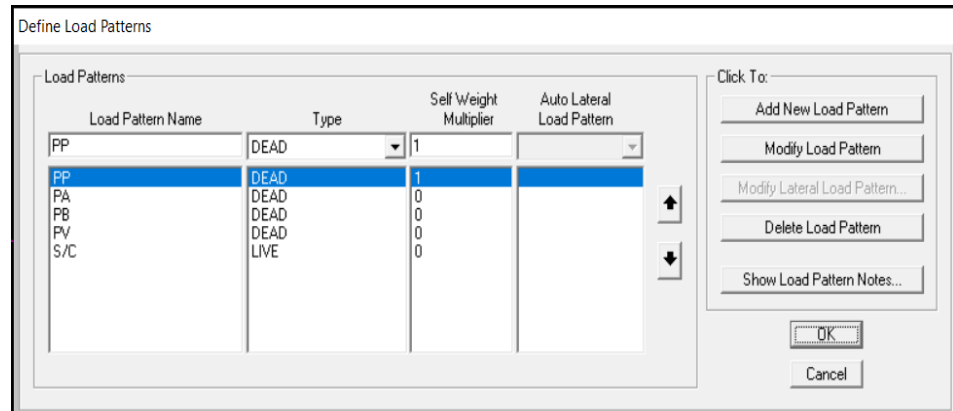 Define Load Patterns
Load Patterns
Click To:
Load Pattern Name Type Self Weight Multiplier Auto Lateral Load Pattern
PP DEAD 1
PP DEAD 1
PA DEAD 0
PB DEAD 0
PV DEAD 0
S/C LIVE 0
Add New Load Pattern
Modify Load Pattern
Modify Lateral Load Pattern...
Delete Load Pattern
Show Load Pattern Notes...
OK
Cancel